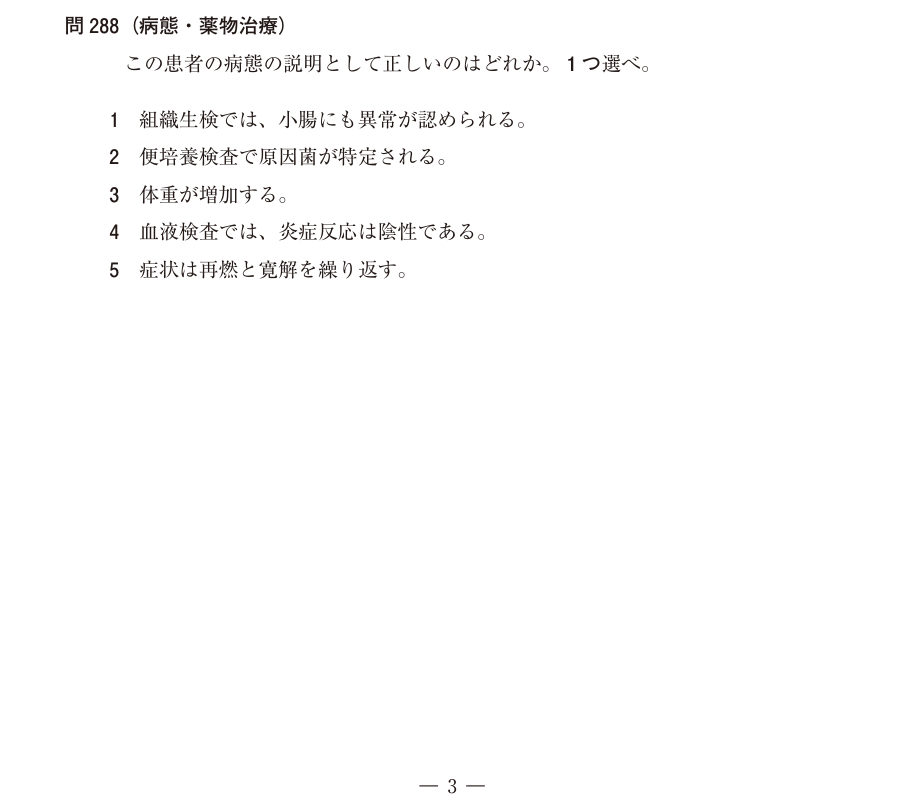 問 288（病態・薬物治療）
この患者の病態の説明として正しいのはどれか。1つ選べ。
1 組織生検では、小腸にも異常が認められる。
2 便培養検査で原因菌が特定される。
3 体重が増加する。
4 血液検査では、炎症反応は陰性である。
5 症状は再燃と寛解を繰り返す。
— 3 —